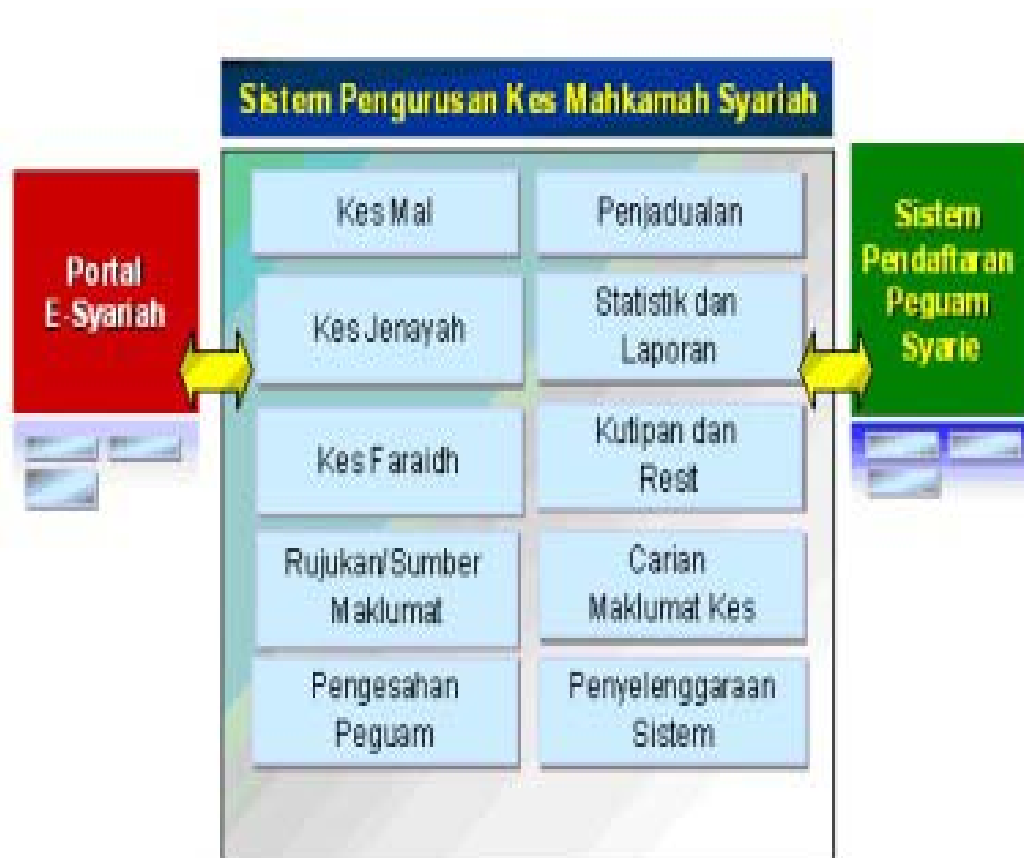 Sistem Pengurusan Kes Mahkamah Syariah
Portal
E-Syariah
Kes Mal
Penjadualan
Kes Jenayah
Statistik dan
Laporan
Kes Faraidh
Kutipan dan
Resit
Rujukan/Sumber
Maklumat
Carian
Maklumat Kes
Pengesahan
Peguam
Penyelenggaraan
Sistem
Sistem
Pendaftaran
Peguam
Syarie